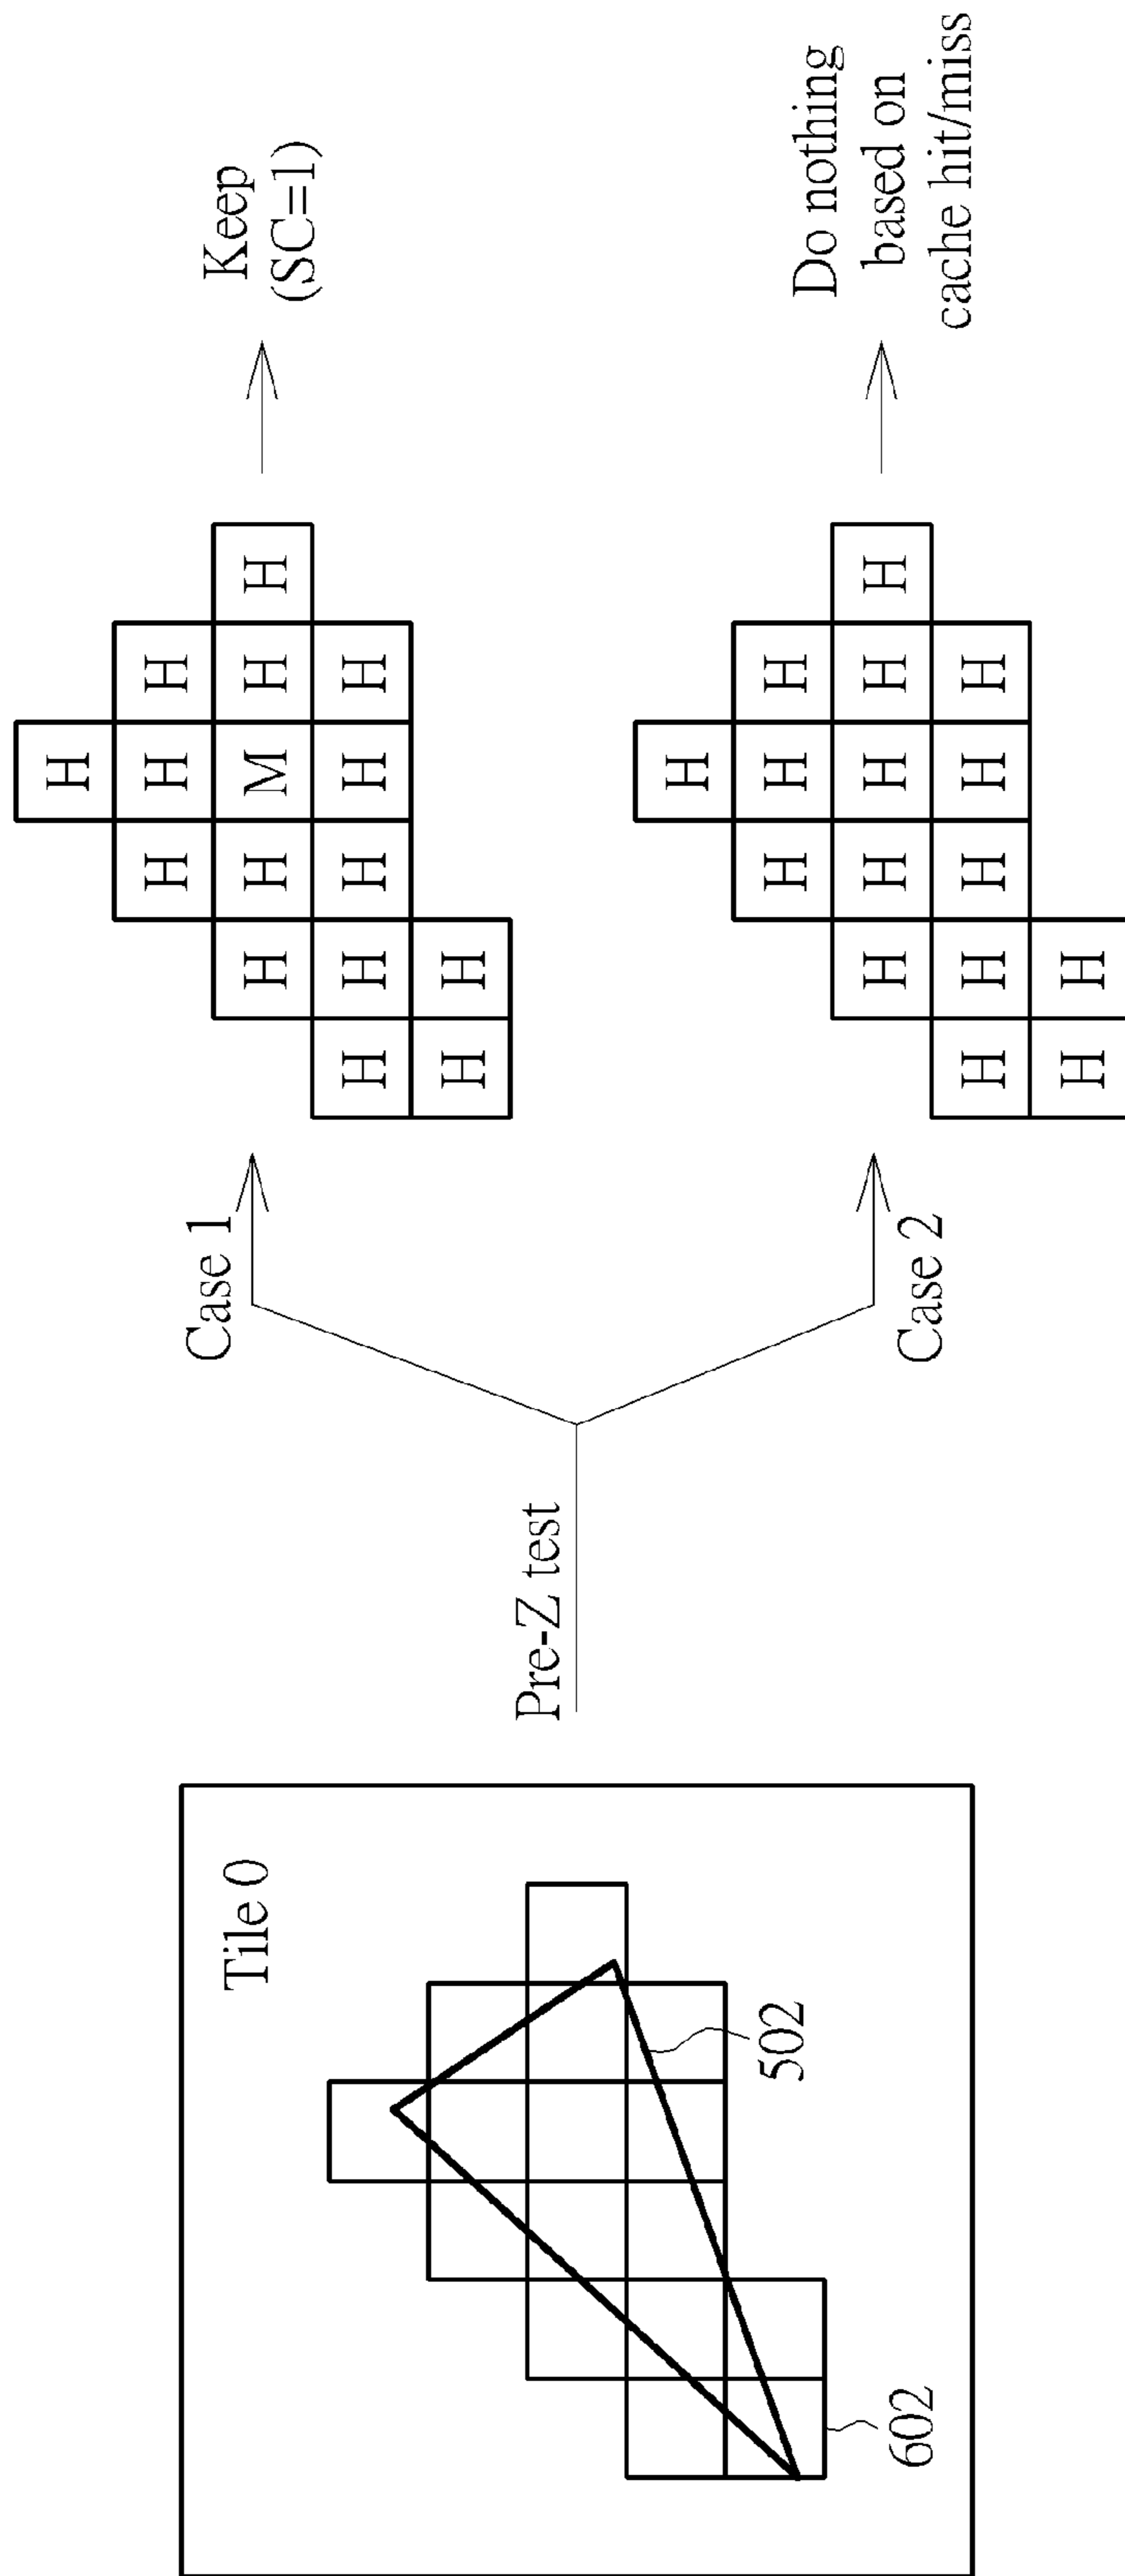 Tile 0
502
602
Pre-Z test
Case 1
H
H H H
H H M H H
H H H H H
H H
Keep
(SC=1)
Case 2
H
H H H
H H H H H
H H H H H
H H
Do nothing
based on
cache hit/miss